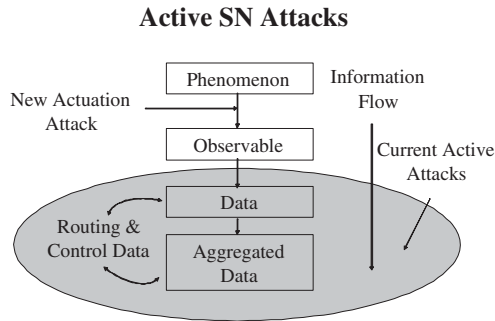 Active SN Attacks
Phenomenon
Information
Flow
New Actuation
Attack
Observable
Current Active
Attacks
Data
Routing &
Control Data
Aggregated
Data